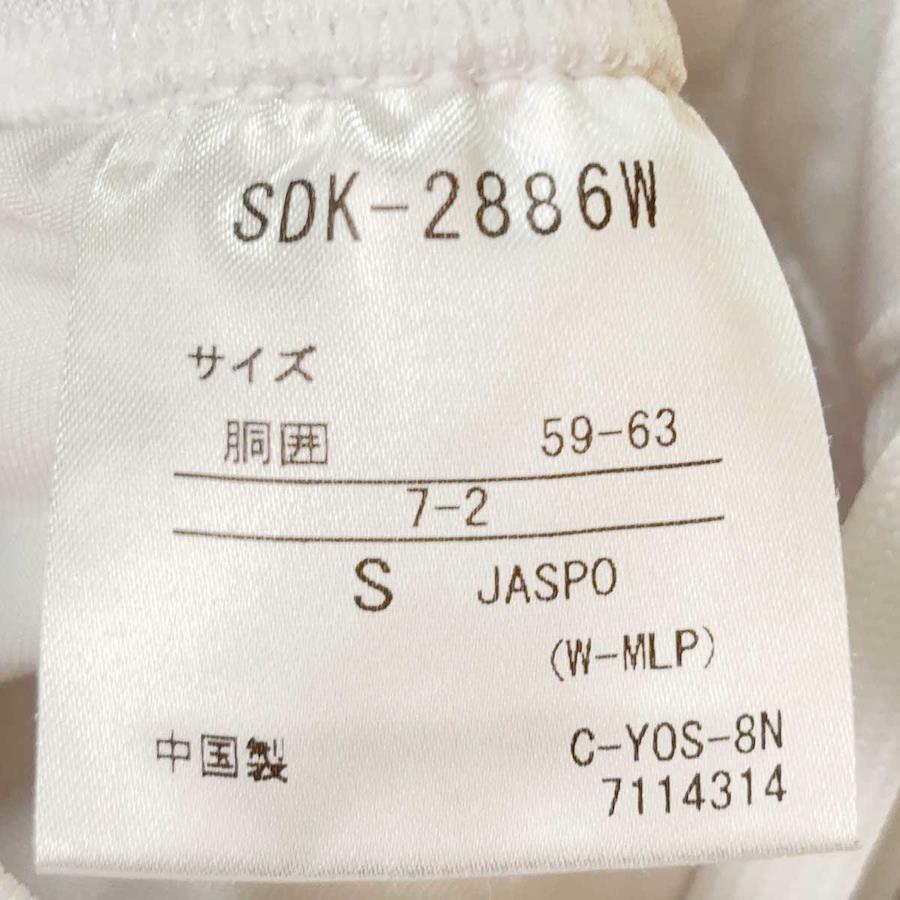 SDK-2886W
サイズ
胴囲 59-63
7-2
S JASPO
(W-MLP)
中国製 C-YOS-8N
7114314